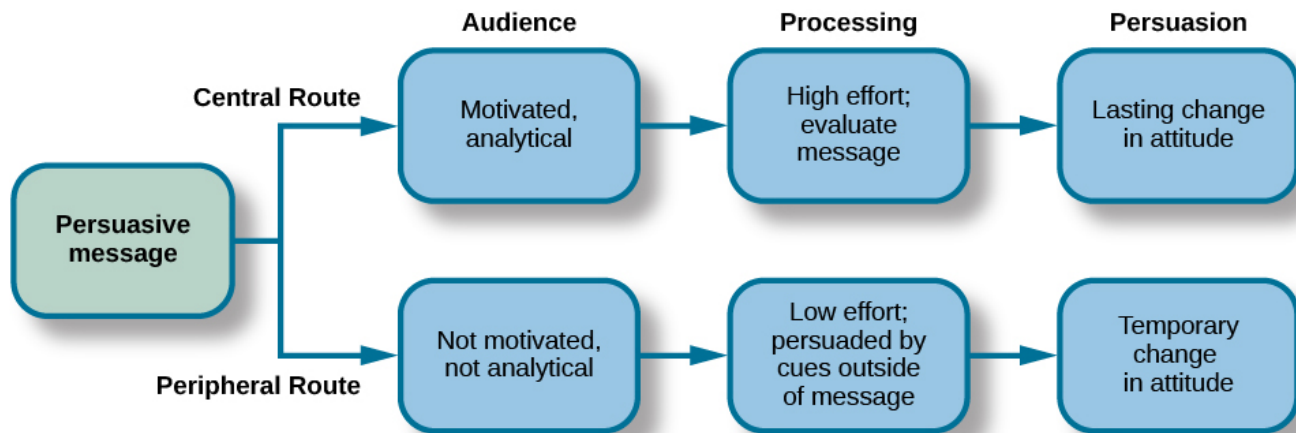 Audience
Processing
Persuasion
Central Route
Motivated,
analytical
High effort;
evaluate
message
Lasting change
in attitude
Persuasive
message
Peripheral Route
Not motivated,
not analytical
Low effort;
persuaded by
cues outside
of message
Temporary
change
in attitude